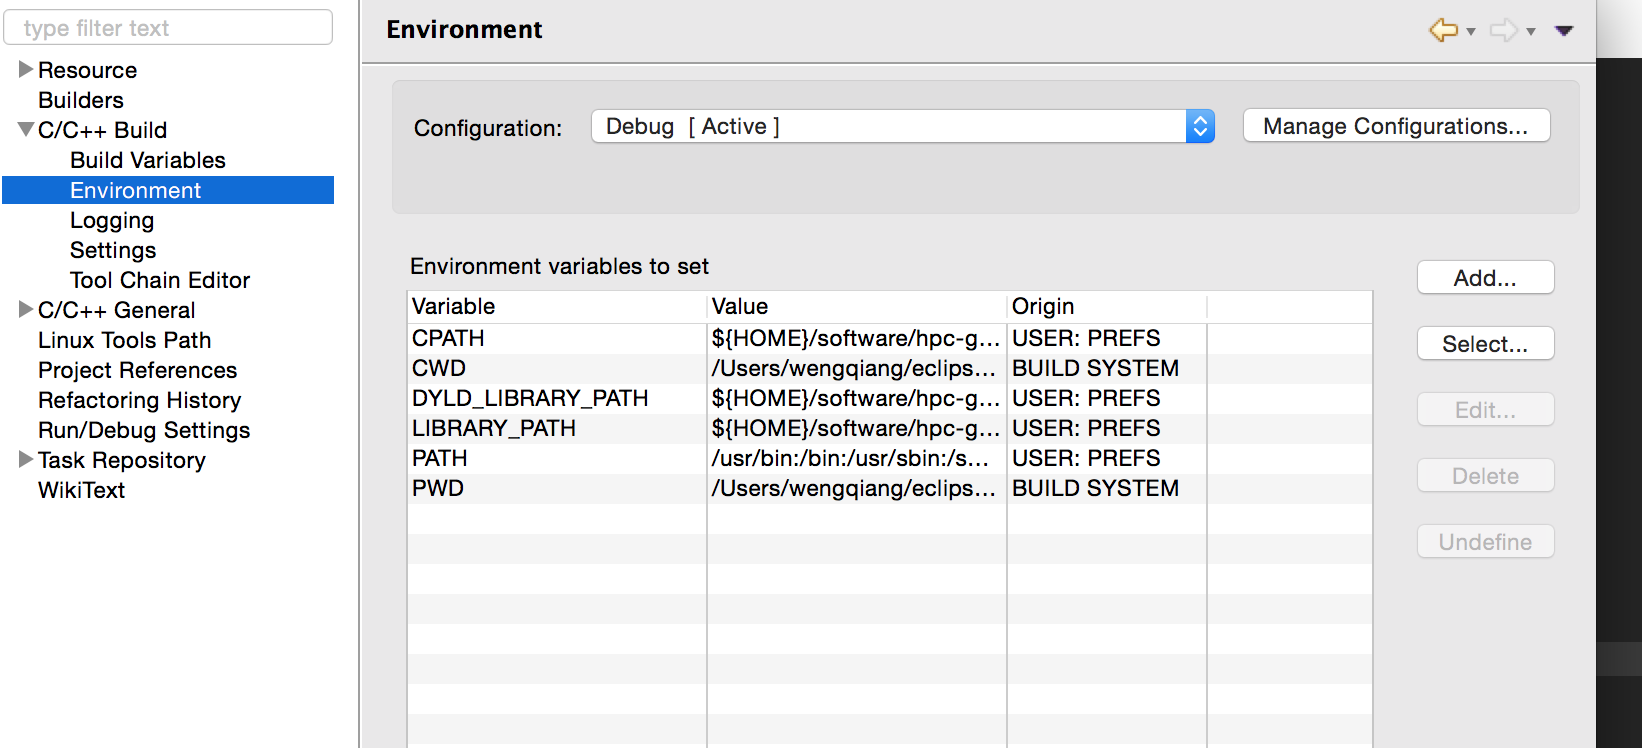 type filter text
Resource
Builders
C/C++ Build
Build Variables
Environment
Logging
Settings
Tool Chain Editor
C/C++ General
Linux Tools Path
Project References
Refactoring History
Run/Debug Settings
Task Repository
WikiText
Environment
Configuration: Debug [ Active ] Manage Configurations...
Environment variables to set
Variable Value Origin
CPATH ${HOME}/software/hpc-g... USER: PREFS
CWD /Users/wengqiang/eclips... BUILD SYSTEM
DYLD_LIBRARY_PATH ${HOME}/software/hpc-g... USER: PREFS
LIBRARY_PATH ${HOME}/software/hpc-g... USER: PREFS
PATH /usr/bin:/bin:/usr/sbin:/s... USER: PREFS
PWD /Users/wengqiang/eclips... BUILD SYSTEM
Add...
Select...
Edit...
Delete
Undefine